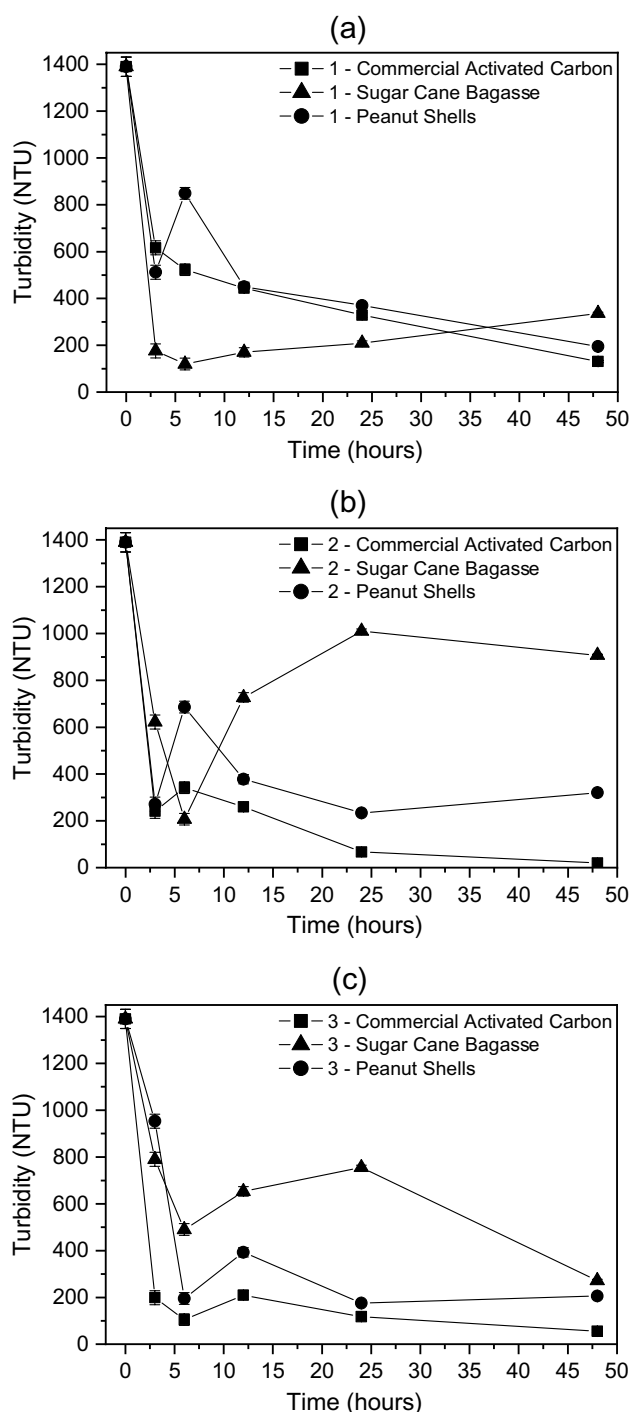 (a)
1 - Commercial Activated Carbon
1 - Sugar Cane Bagasse
1 - Peanut Shells
Turbidity (NTU)
1400
1200
1000
800
600
400
200
0
0 5 10 15 20 25 30 35 40 45 50
Time (hours)
(b)
2 - Commercial Activated Carbon
2 - Sugar Cane Bagasse
2 - Peanut Shells
Turbidity (NTU)
1400
1200
1000
800
600
400
200
0
0 5 10 15 20 25 30 35 40 45 50
Time (hours)
(c)
3 - Commercial Activated Carbon
3 - Sugar Cane Bagasse
3 - Peanut Shells
Turbidity (NTU)
1400
1200
1000
800
600
400
200
0
0 5 10 15 20 25 30 35 40 45 50
Time (hours)